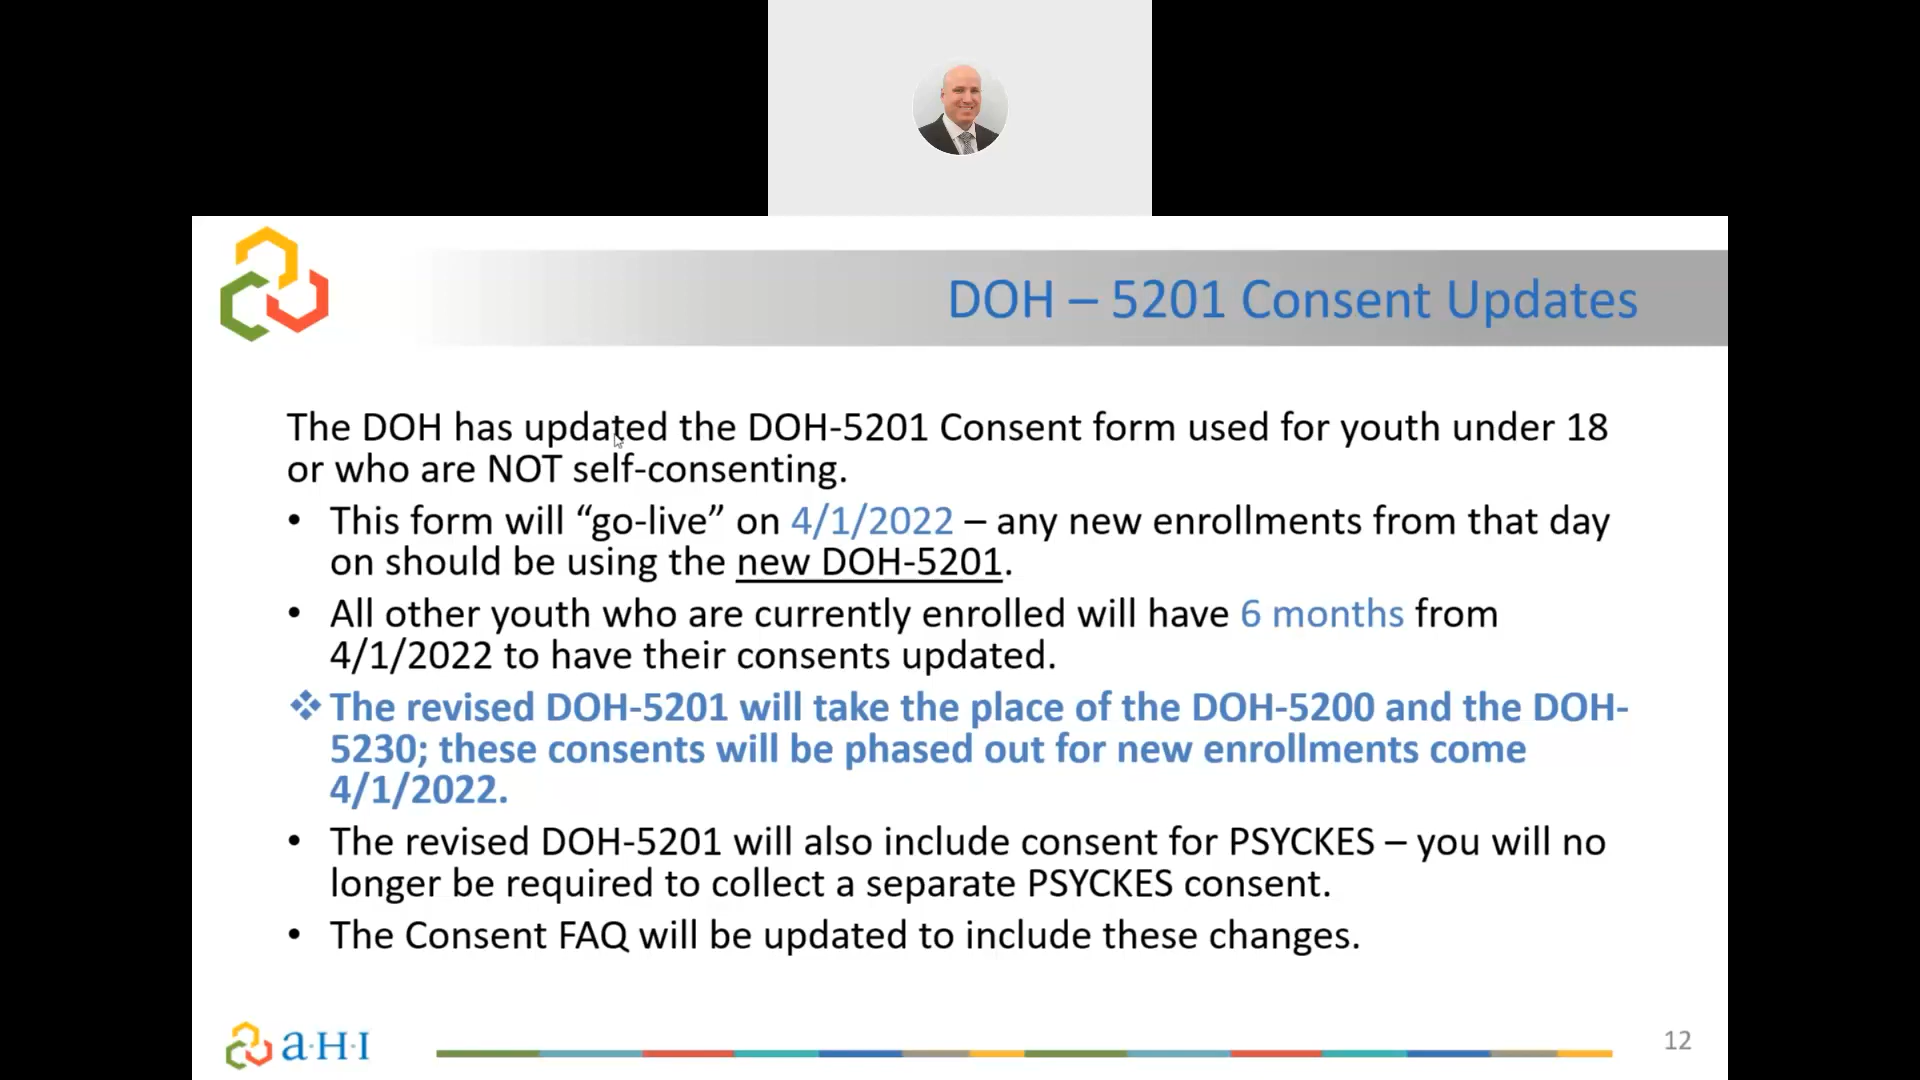 DOH – 5201 Consent Updates
The DOH has updated the DOH-5201 Consent form used for youth under 18
or who are NOT self-consenting.
• This form will “go-live” on 4/1/2022 – any new enrollments from that day
on should be using the new DOH-5201.
• All other youth who are currently enrolled will have 6 months from
4/1/2022 to have their consents updated.
❖ The revised DOH-5201 will take the place of the DOH-5200 and the DOH-
5230; these consents will be phased out for new enrollments come
4/1/2022.
• The revised DOH-5201 will also include consent for PSYCKES – you will no
longer be required to collect a separate PSYCKES consent.
• The Consent FAQ will be updated to include these changes.
a·H·I
12